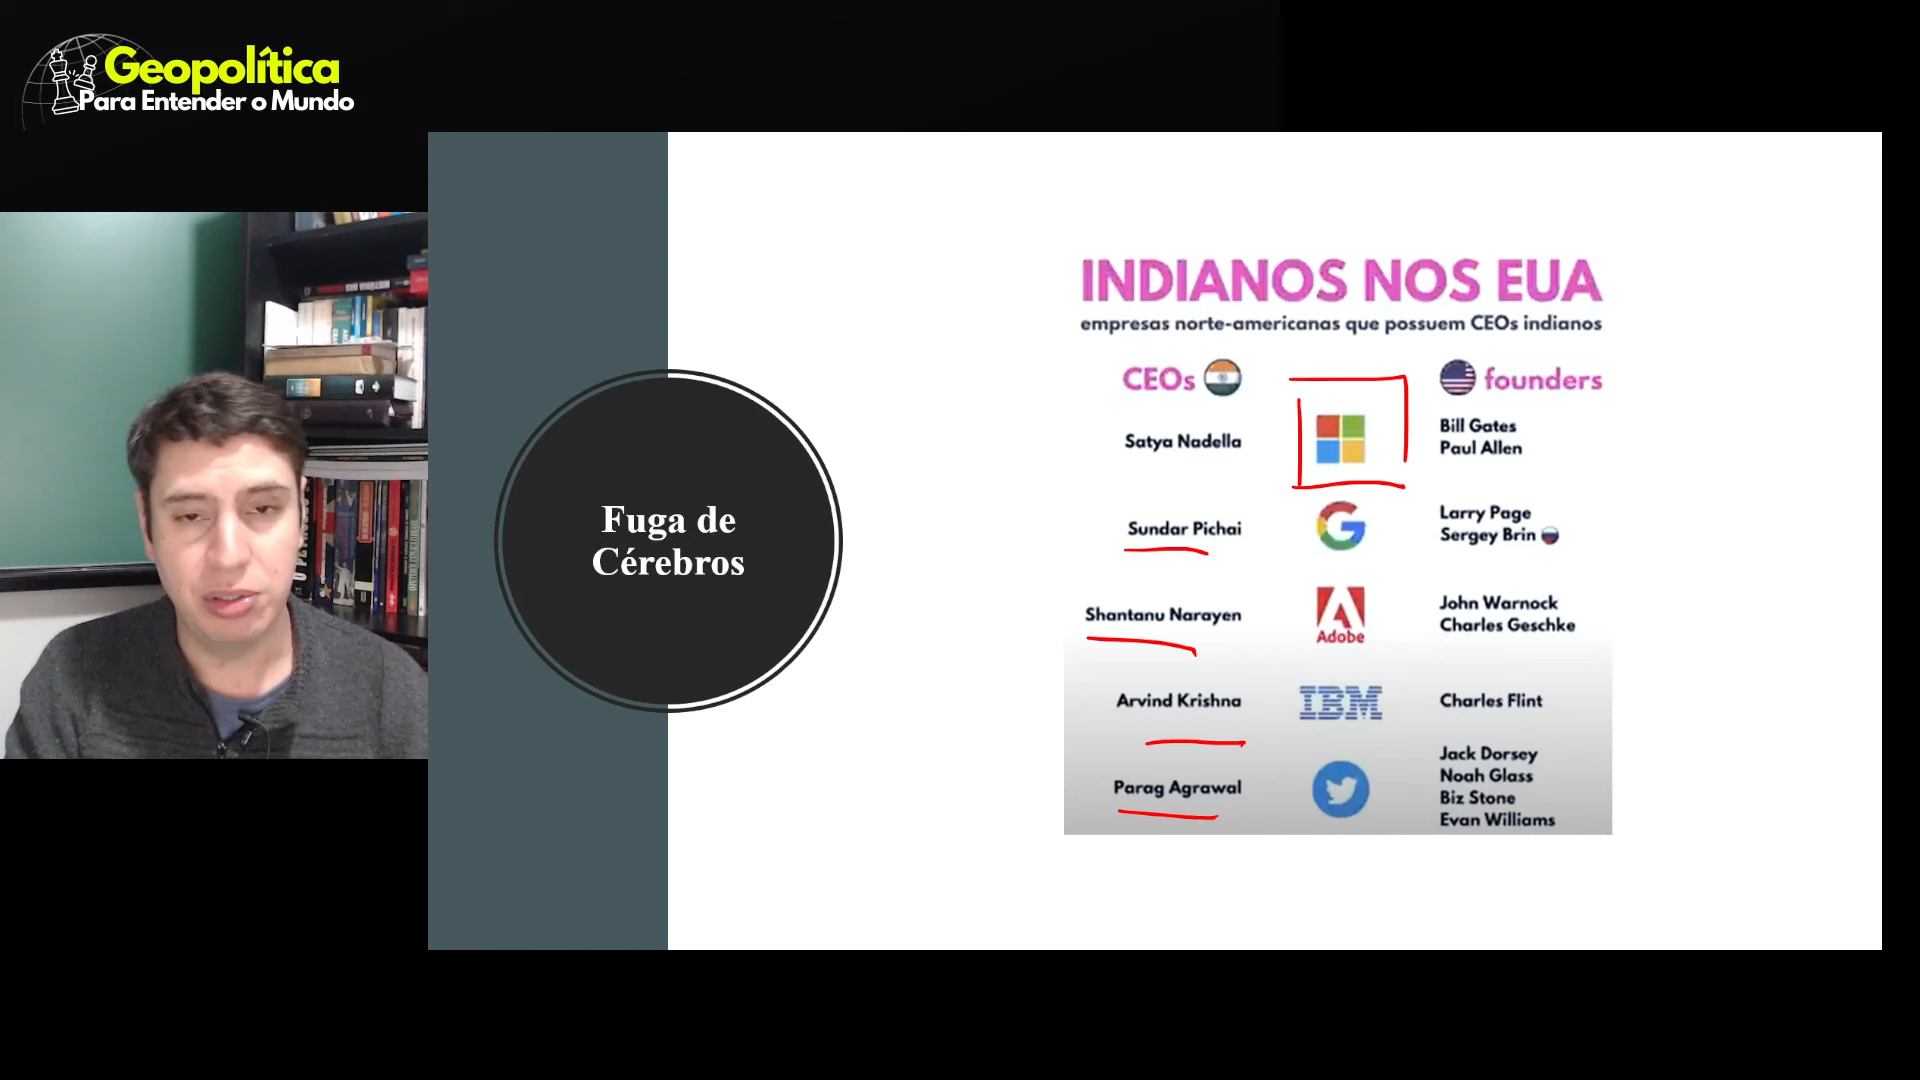 Geopolítica
Para Entender o Mundo
Fuga de
Cérebros
INDIANOS NOS EUA
empresas norte-americanas que possuem CEOs indianos
CEOs
founders
Satya Nadella
Bill Gates
Paul Allen
Sundar Pichai
G
Larry Page
Sergey Brin
Shantanu Narayen
Adobe
John Warnock
Charles Geschke
Arvind Krishna
IBM
Charles Flint
Parag Agrawal
Jack Dorsey
Noah Glass
Biz Stone
Evan Williams